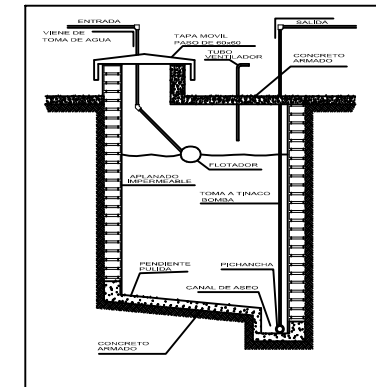 ENTRADA
SALIDA
VIENE DE
TOMA DE AGUA
TAPA MOVIL
PASO DE 60x60
TUBO
VENTILADOR
CONCRETO
ARMADO
FLOTADOR
APLANADO
IMPERMEABLE
TOMA A TINACO
BOMBA
PENDIENTE
PULIDA
PICHANCHA
CANAL DE ASEO
CONCRETO
ARMADO